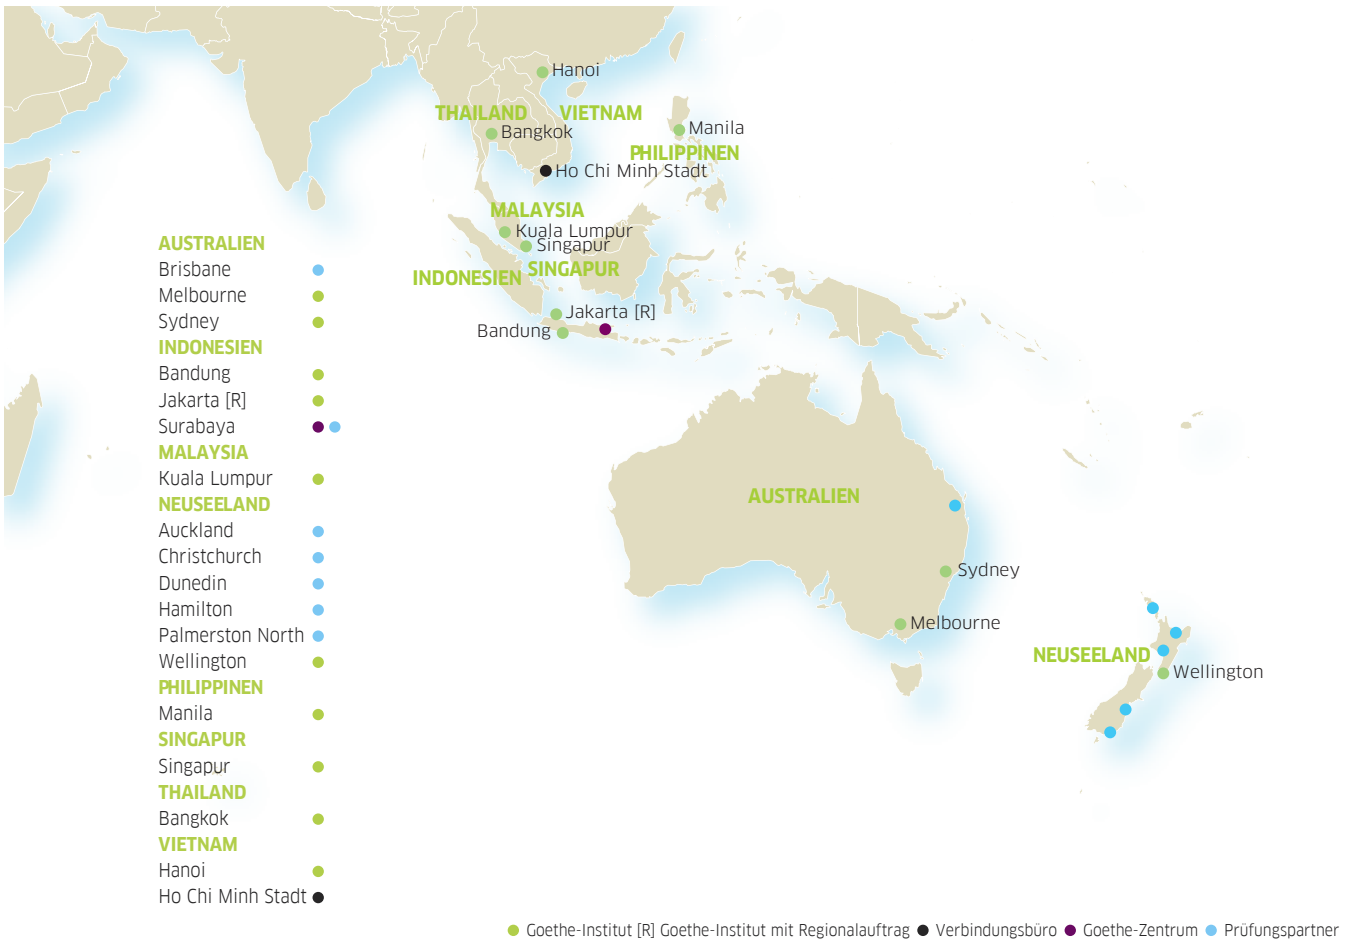 Hanoi
THAILAND
VIETNAM
Bangkok
Manila
PHILIPPINEN
Ho Chi Minh Stadt
MALAYSIA
Kuala Lumpur
Singapur
SINGAPUR
INDONESIEN
Jakarta [R]
Bandung
AUSTRALIEN
Sydney
Melbourne
NEUSEELAND
Wellington
AUSTRALIEN
Brisbane
Melbourne
Sydney
INDONESIEN
Bandung
Jakarta [R]
Surabaya
MALAYSIA
Kuala Lumpur
NEUSEELAND
Auckland
Christchurch
Dunedin
Hamilton
Palmerston North
Wellington
PHILIPPINEN
Manila
SINGAPUR
Singapur
THAILAND
Bangkok
VIETNAM
Hanoi
Ho Chi Minh Stadt
Goethe-Institut [R] Goethe-Institut mit Regionalauftrag Verbindungsbüro Goethe-Zentrum Prüfungspartner